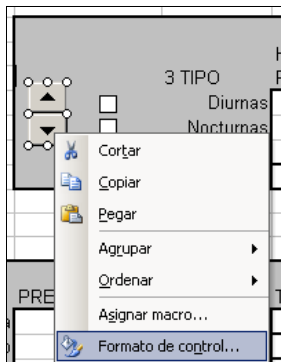 3 TIPO
Diurnas
Nocturnas
Cortar
Copiar
Pegar
Agrupar
Ordenar
PRE
Asignar macro...
Formato de control...